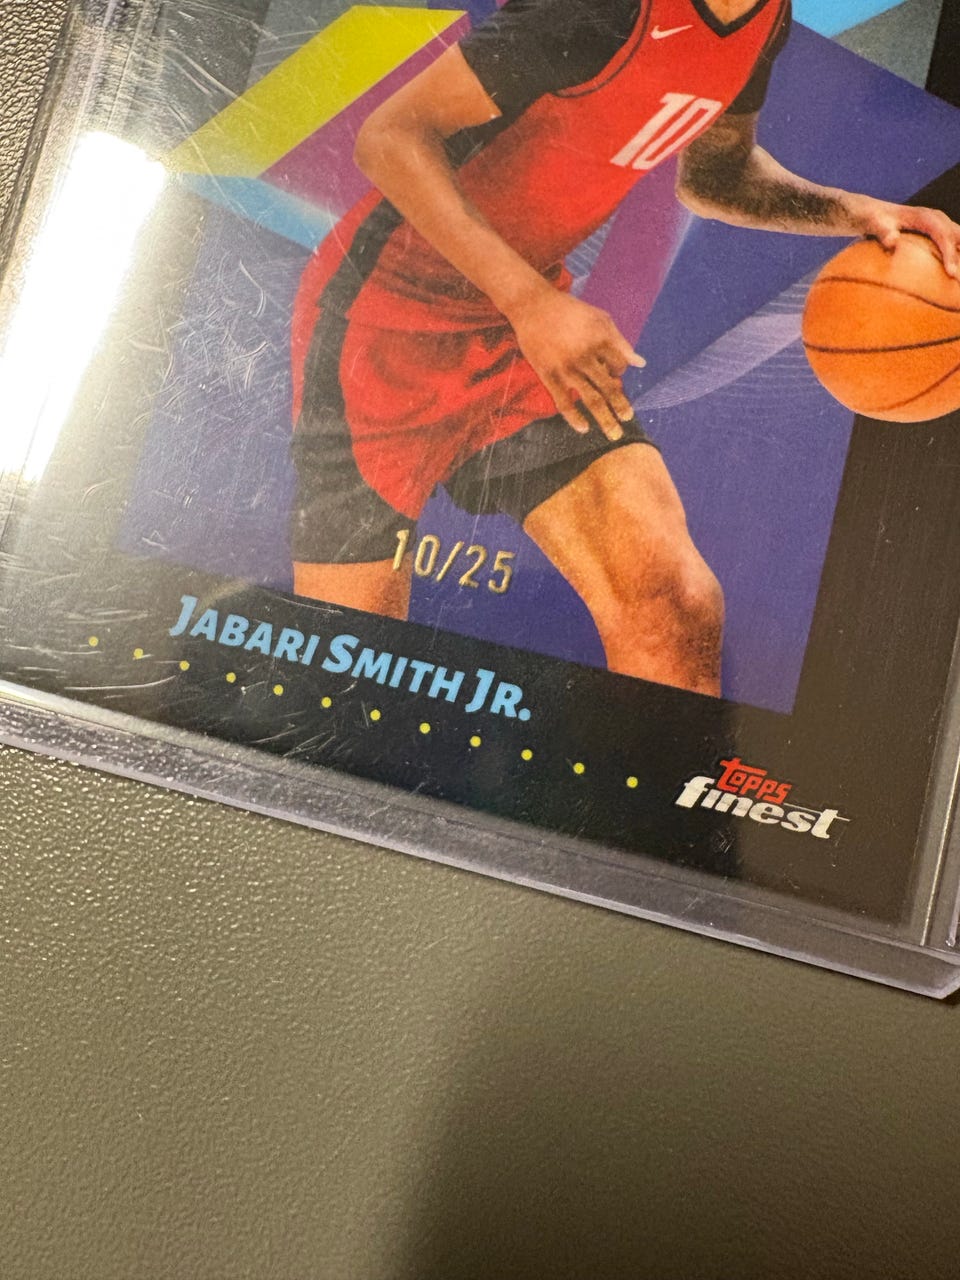 10
10/25
JABARI SMITH JR.
topps
finest